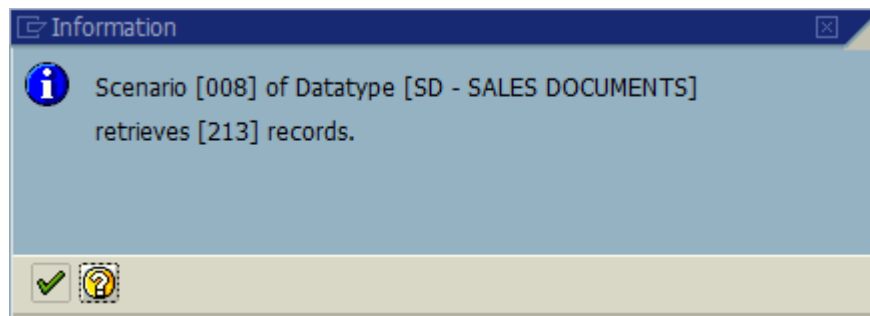 Information
Scenario [008] of Datatype [SD - SALES DOCUMENTS]
retrieves [213] records.